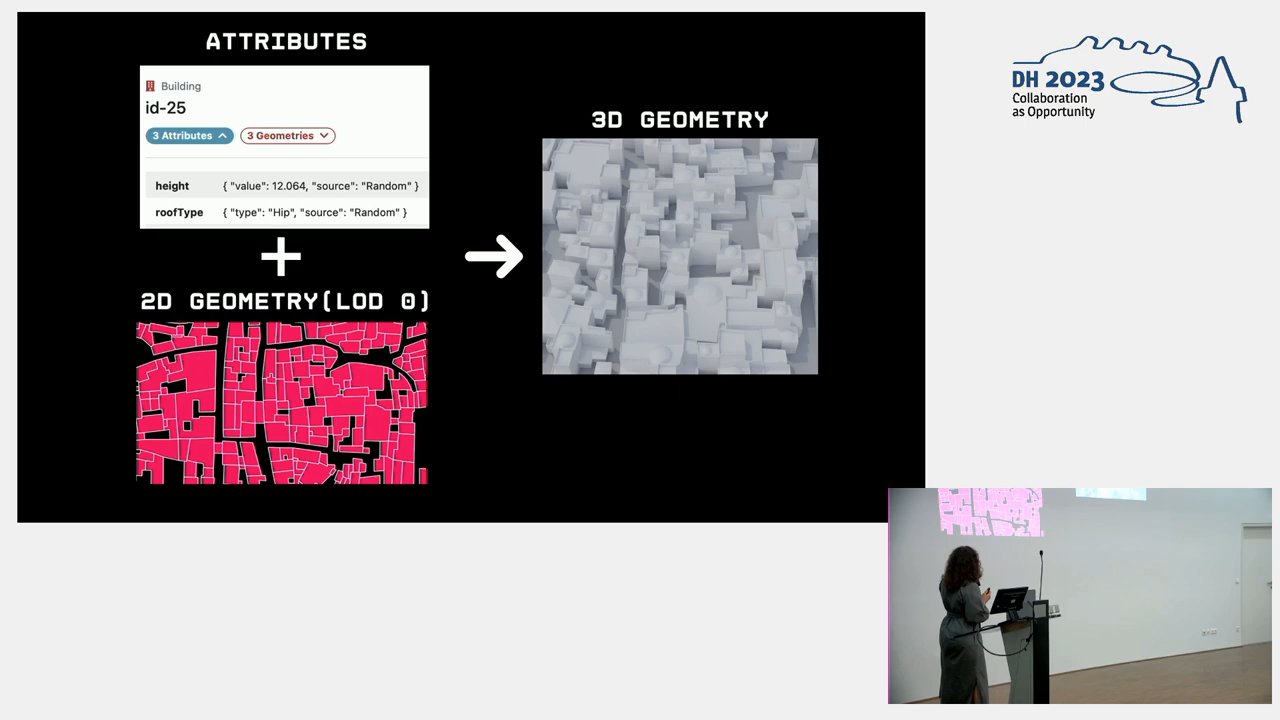 ATTRIBUTES
Building
id-25
3 Attributes
3 Geometries
height { "value": 12.064, "source": "Random" }
roofType { "type": "Hip", "source": "Random" }
+
2D GEOMETRY(LOD 0)
3D GEOMETRY
DH 2023
Collaboration
as Opportunity